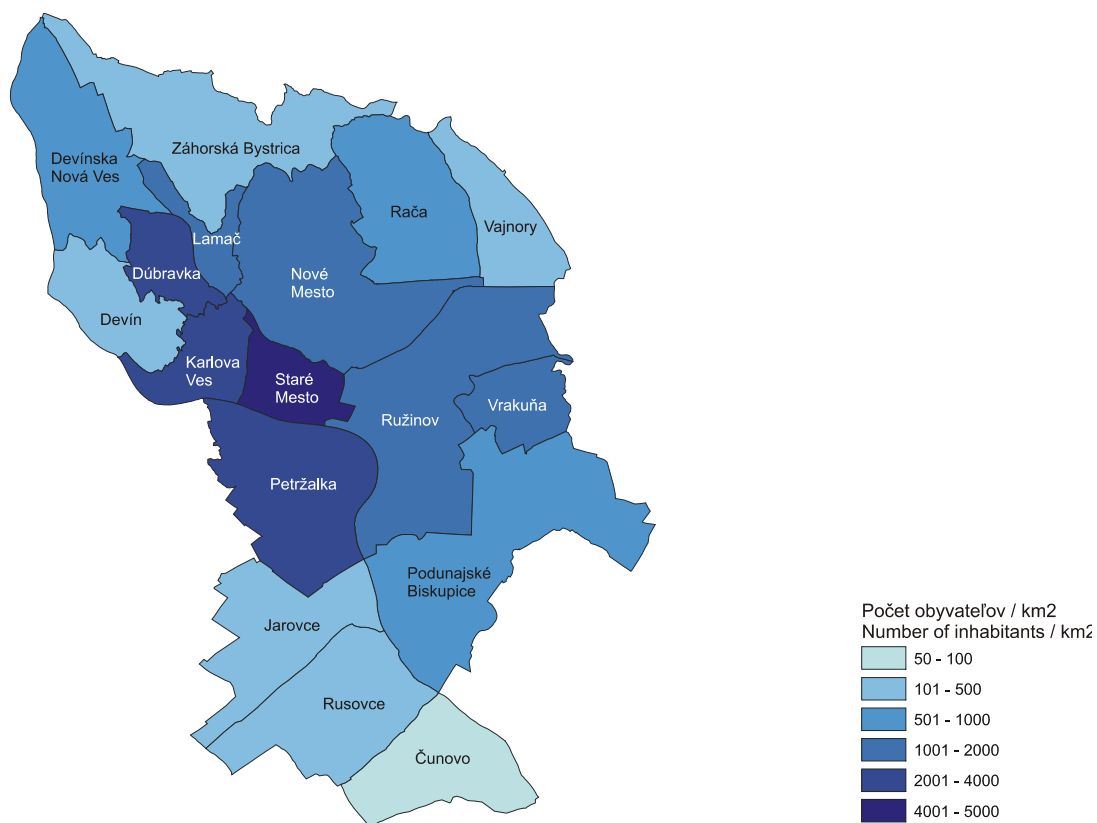 Záhorská Bystrica
Devínska
Nová Ves
Rača
Vajnory
Lamač
Dúbravka
Nové
Mesto
Devín
Karlova
Ves
Staré
Mesto
Ružinov
Vrakuňa
Petržalka
Podunajské
Biskupice
Jarovce
Rusovce
Čunovo
Počet obyvateľov / km2
Number of inhabitants / km2
50 - 100
101 - 500
501 - 1000
1001 - 2000
2001 - 4000
4001 - 5000